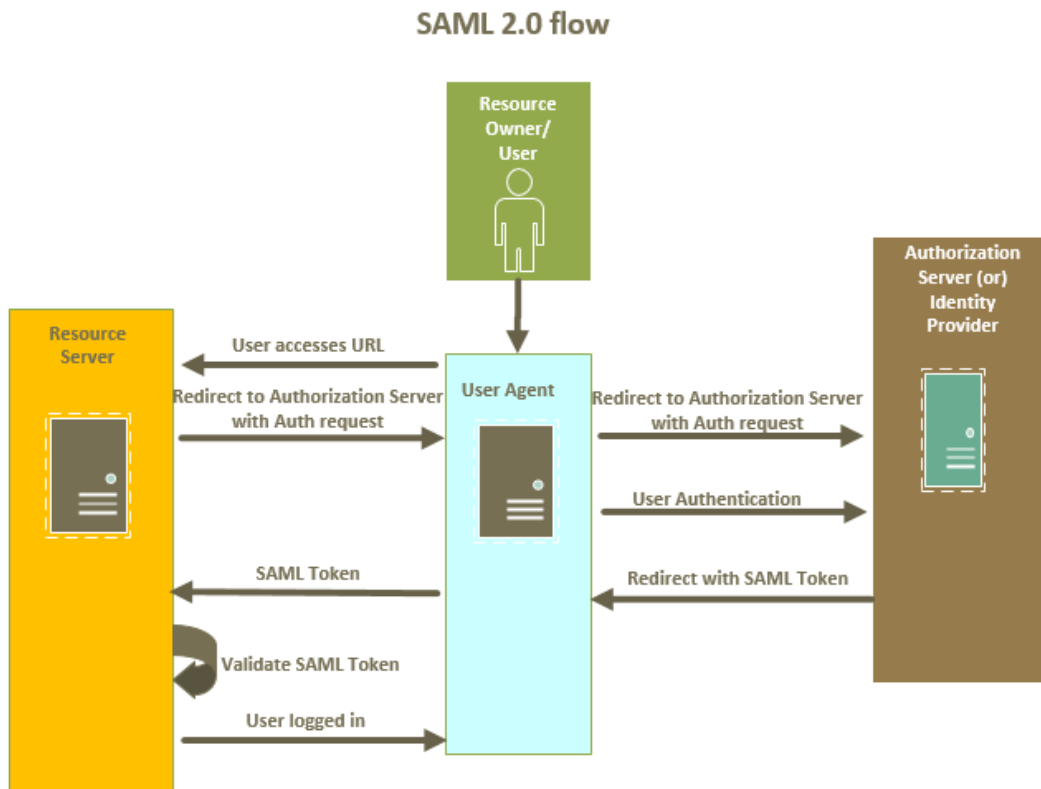 SAML 2.0 flow
Resource
Owner/
User
Authorization
Server (or)
Identity
Provider
Resource
Server
User accesses URL
User Agent
Redirect to Authorization Server
with Auth request
Redirect to Authorization Server
with Auth request
User Authentication
SAML Token
Redirect with SAML Token
Validate SAML Token
User logged in